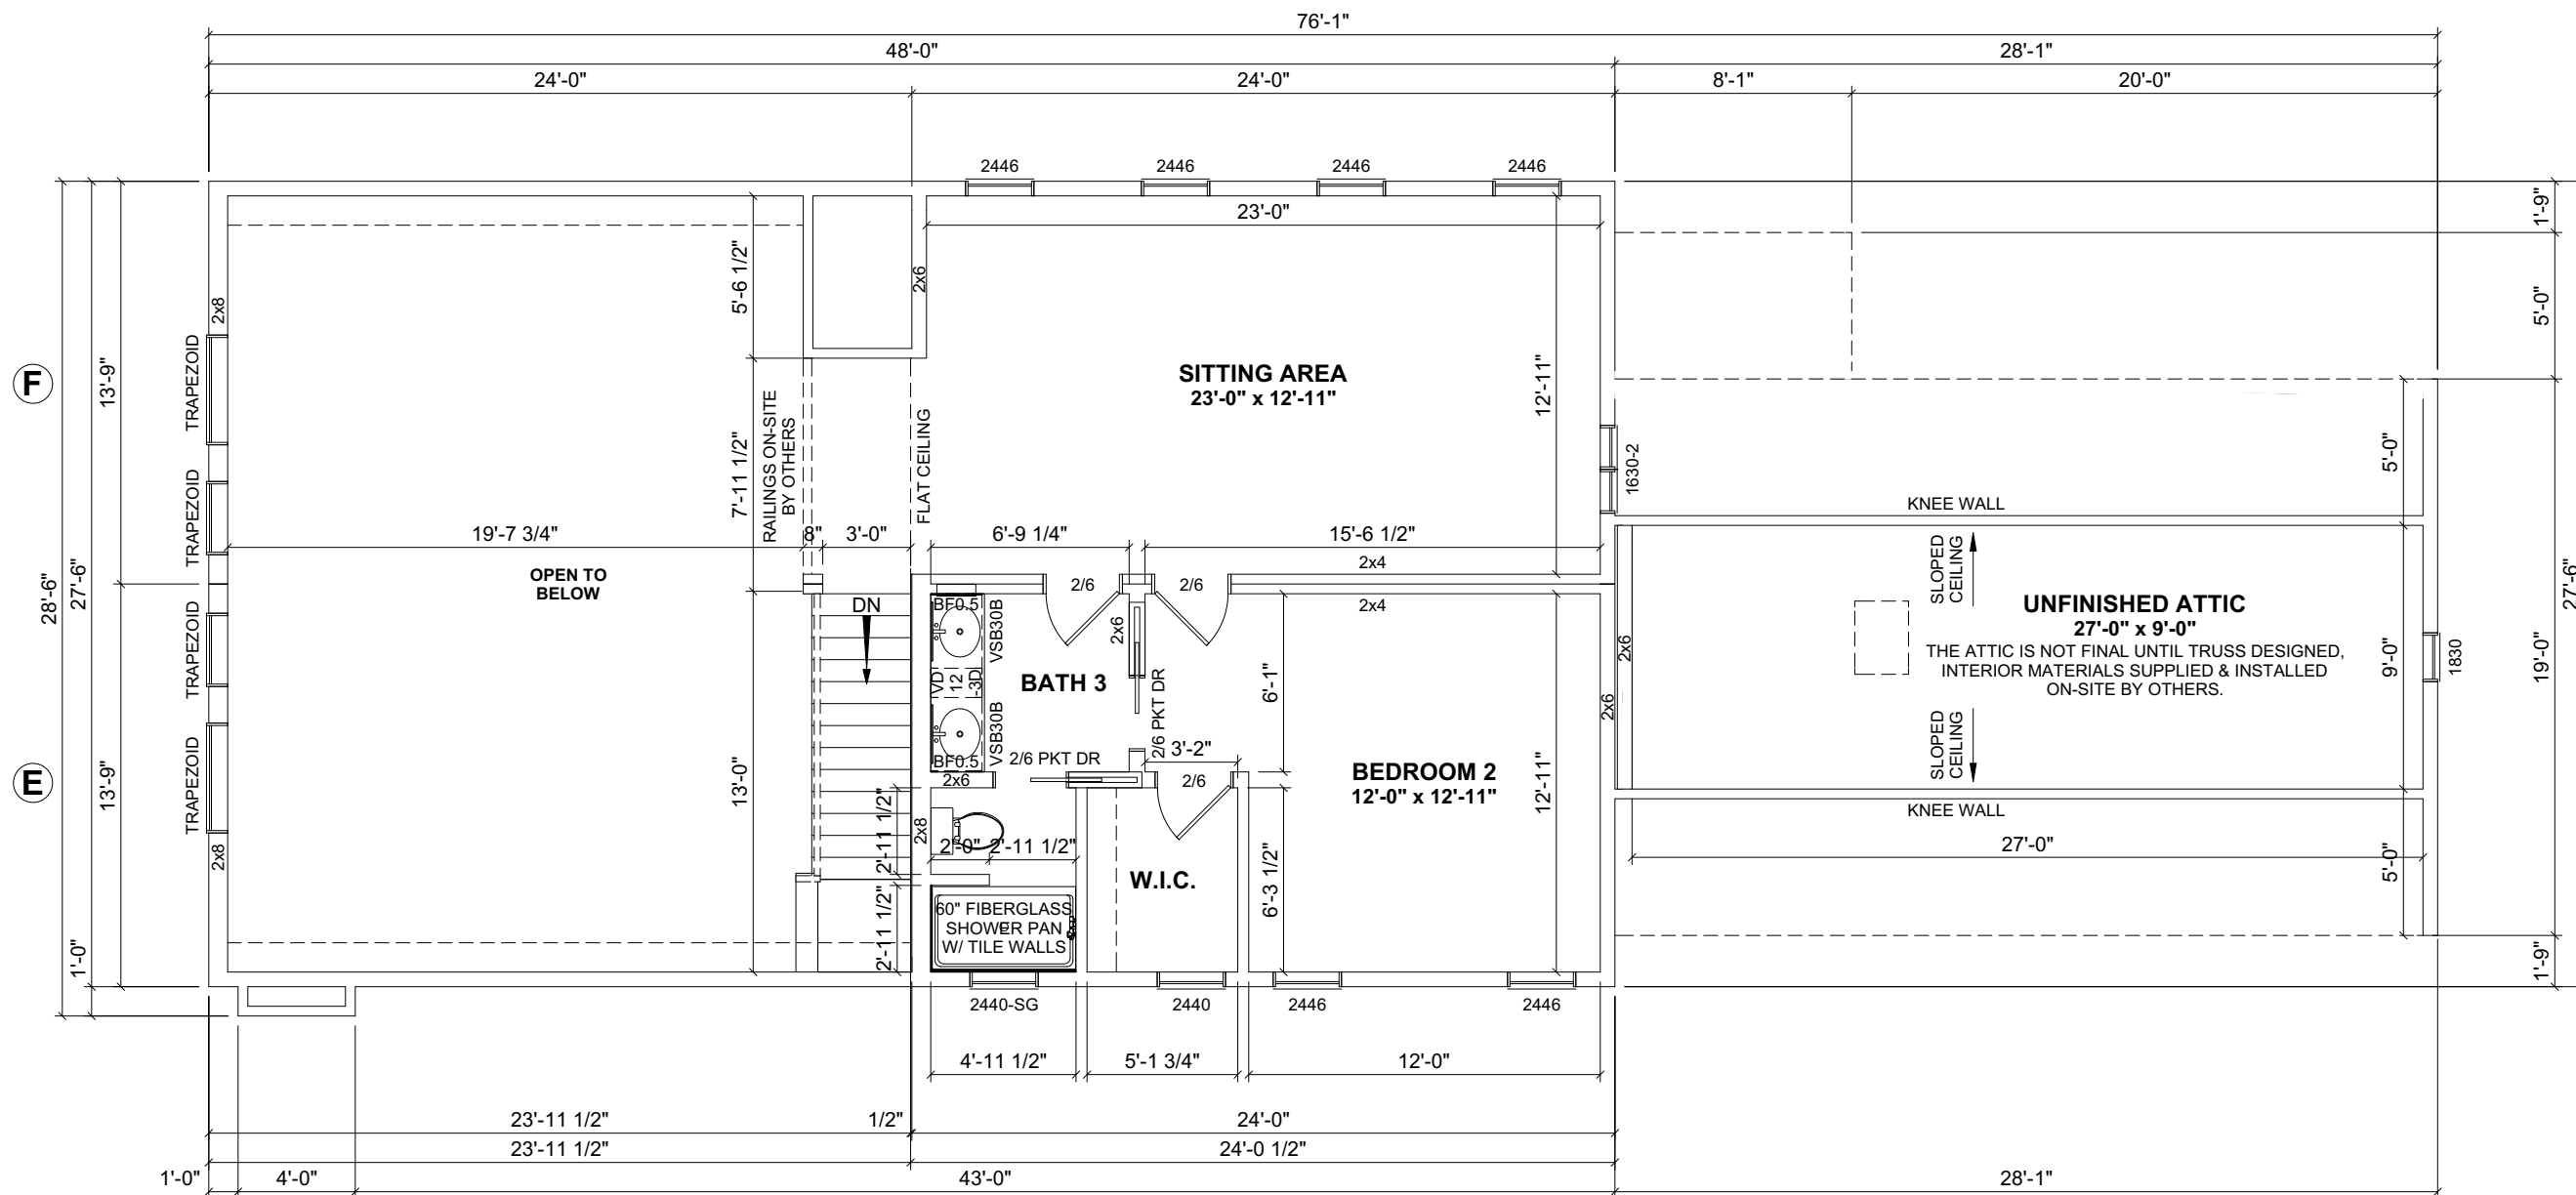 76'-1"
48'-0"
28'-1"
24'-0"
24'-0"
8'-1"
20'-0"
2446
2446
2446
2446
23'-0"
1'-9"
5'-6 1/2"
2x6
5'-0"
2x8
TRAPEZOID
13'-9"
F
SITTING AREA
23'-0" x 12'-11"
12'-11"
RAILINGS ON-SITE
BY OTHERS
FLAT CEILING
7'-11 1/2"
1630-2
5'-0"
KNEE WALL
TRAPEZOID
19'-7 3/4"
8"
3'-0"
6'-9 1/4"
15'-6 1/2"
2x4
28'-6"
27'-6"
OPEN TO
BELOW
2/6
2/6
SLOPED
CEILING
27'-6"
DN
BF0.5
VSB30B
2x6
2x4
UNFINISHED ATTIC
27'-0" x 9'-0"
THE ATTIC IS NOT FINAL UNTIL TRUSS DESIGNED,
INTERIOR MATERIALS SUPPLIED & INSTALLED
ON-SITE BY OTHERS.
TRAPEZOID
2x6
9'-0"
1830
19'-0"
VD
12
-3D
BATH 3
2/6 PKT DR
6'-1"
2x6
VSB30B
BF0.5
2/6 PKT DR
3'-2"
SLOPED
CEILING
E
13'-9"
TRAPEZOID
13'-0"
2x6
2/6
BEDROOM 2
12'-0" x 12'-11"
12'-11"
KNEE WALL
2x8
2x8
2'-11 1/2"
2'-0"
2'-11 1/2"
27'-0"
5'-0"
W.I.C.
6'-3 1/2"
2'-11 1/2"
60" FIBERGLASS
SHOWER PAN
W/ TILE WALLS
1'-0"
1'-9"
2440-SG
2440
2446
2446
4'-11 1/2"
5'-1 3/4"
12'-0"
23'-11 1/2"
1/2"
24'-0"
23'-11 1/2"
24'-0 1/2"
1'-0"
4'-0"
43'-0"
28'-1"